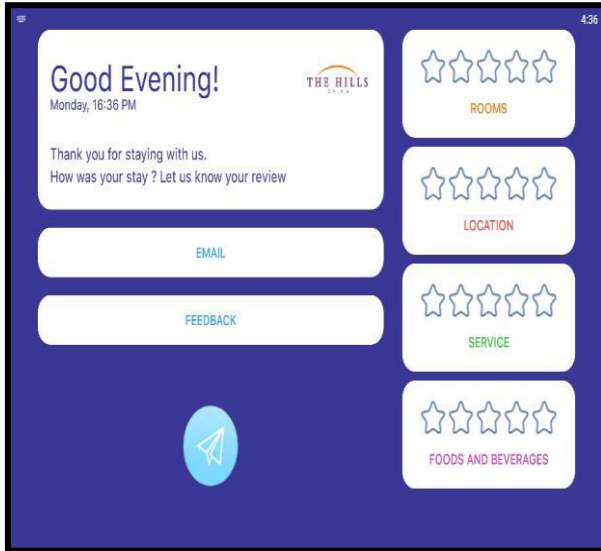 4:36
Good Evening!
Monday, 16:36 PM
THE HILLS
Thank you for staying with us.
How was your stay ? Let us know your review
EMAIL
FEEDBACK
ROOMS
LOCATION
SERVICE
FOODS AND BEVERAGES